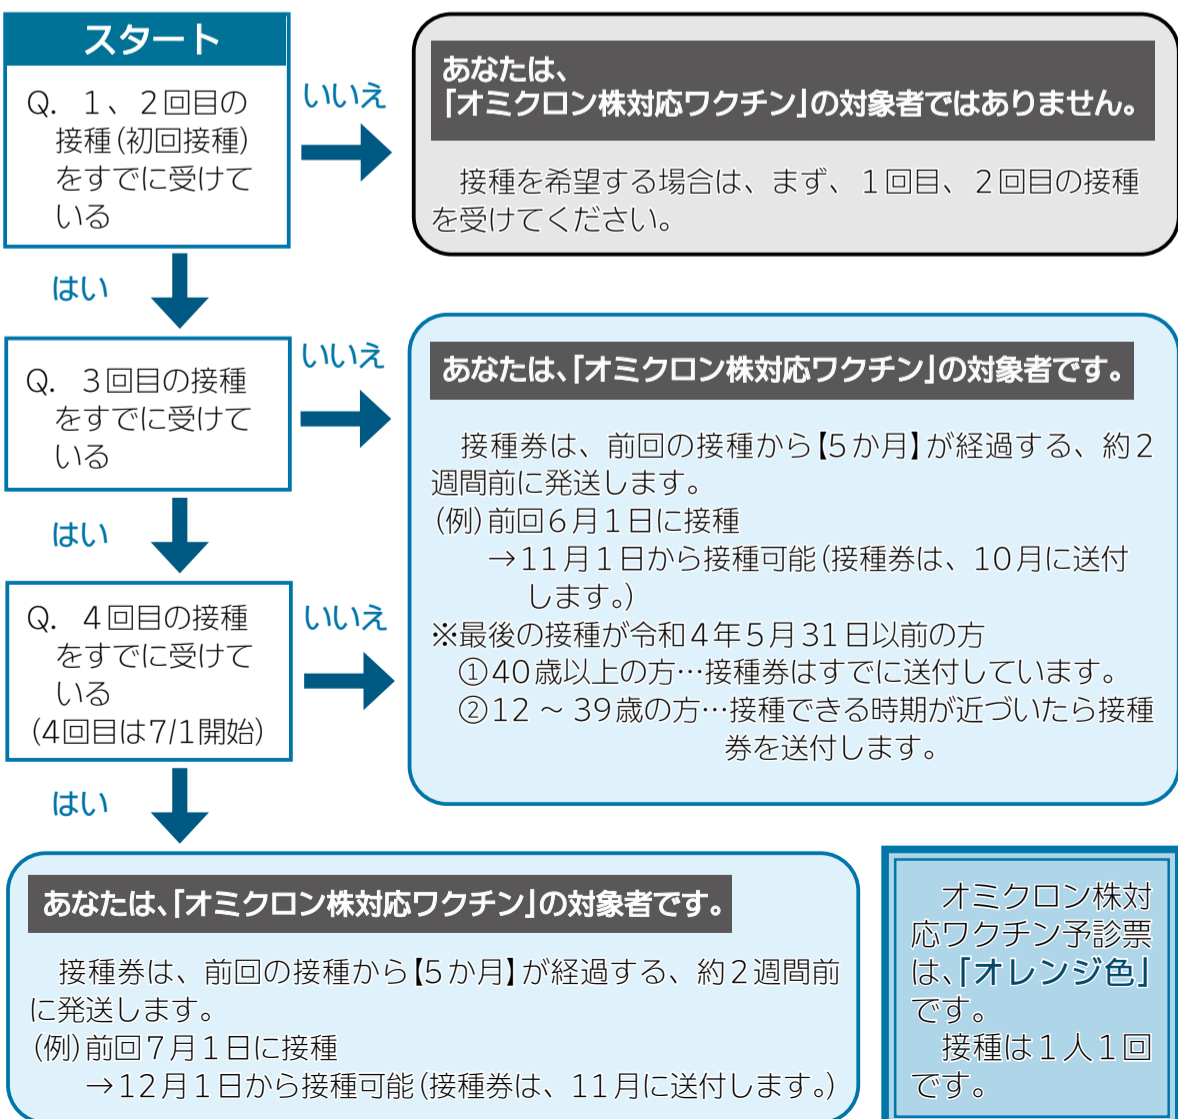 スタート
Q. 1、2回目の
接種(初回接種)
をすでに受けて
いる
いいえ
あなたは、
「オミクロン株対応ワクチン」の対象者ではありません。
接種を希望する場合は、まず、1回目、2回目の接種
を受けてください。
はい
Q. 3回目の接種
をすでに受けて
いる
いいえ
あなたは、「オミクロン株対応ワクチン」の対象者です。
接種券は、前回の接種から【5か月】が経過する、約2
週間前に発送します。
(例)前回6月1日に接種
→11月1日から接種可能(接種券は、10月に送付
します。)
※最後の接種が令和4年5月31日以前の方
①40歳以上の方…接種券はすでに送付しています。
②12～39歳の方…接種できる時期が近づいたら接種
券を送付します。
はい
Q. 4回目の接種
をすでに受けて
いる
(4回目は7/1開始)
いいえ
はい
あなたは、「オミクロン株対応ワクチン」の対象者です。
接種券は、前回の接種から【5か月】が経過する、約2週間前
に発送します。
(例)前回7月1日に接種
→12月1日から接種可能(接種券は、11月に送付します。)
オミクロン株対
応ワクチン予診票
は、「オレンジ色」
です。
接種は1人1回
です。